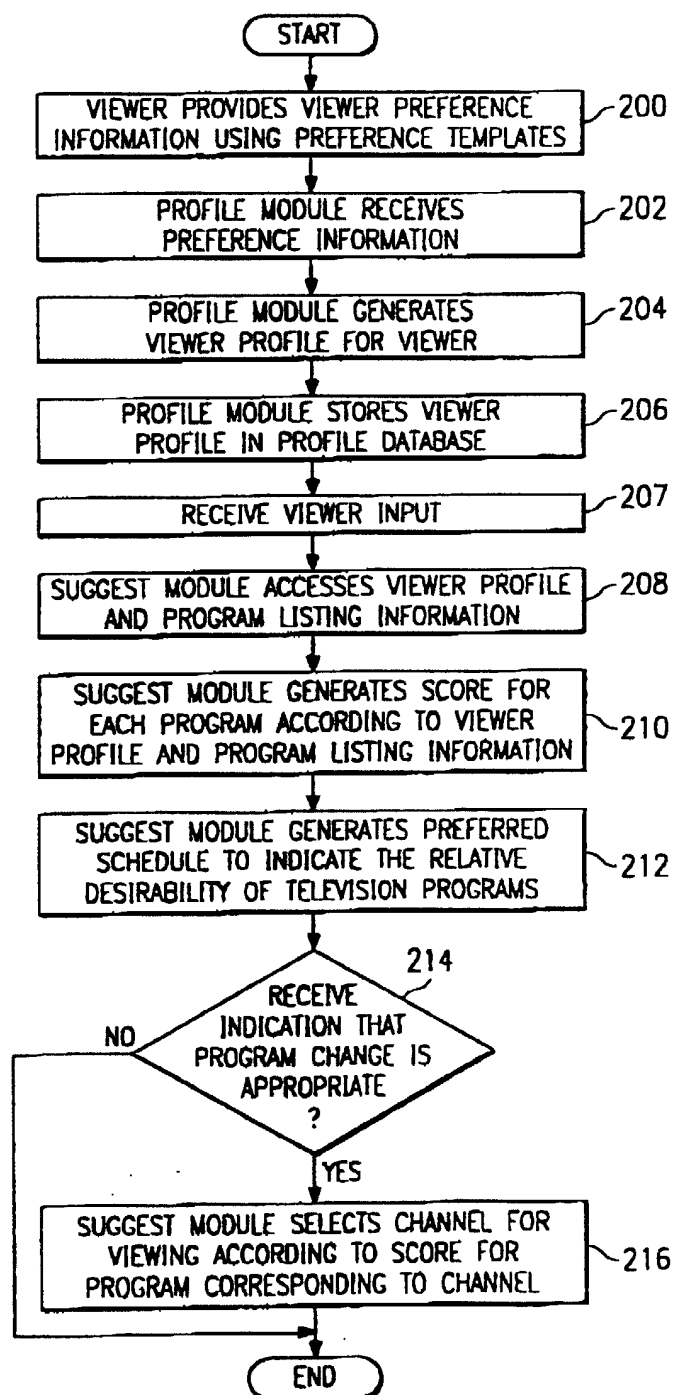 START
VIEWER PROVIDES VIEWER PREFERENCE
INFORMATION USING PREFERENCE TEMPLATES
200
PROFILE MODULE RECEIVES
PREFERENCE INFORMATION
202
PROFILE MODULE GENERATES
VIEWER PROFILE FOR VIEWER
204
PROFILE MODULE STORES VIEWER
PROFILE IN PROFILE DATABASE
206
RECEIVE VIEWER INPUT
207
SUGGEST MODULE ACCESSES VIEWER PROFILE
AND PROGRAM LISTING INFORMATION
208
SUGGEST MODULE GENERATES SCORE FOR
EACH PROGRAM ACCORDING TO VIEWER
PROFILE AND PROGRAM LISTING INFORMATION
210
SUGGEST MODULE GENERATES PREFERRED
SCHEDULE TO INDICATE THE RELATIVE
DESIRABILITY OF TELEVISION PROGRAMS
212
214
RECEIVE
INDICATION THAT
PROGRAM CHANGE IS
APPROPRIATE
?
NO
YES
SUGGEST MODULE SELECTS CHANNEL FOR
VIEWING ACCORDING TO SCORE FOR
PROGRAM CORRESPONDING TO CHANNEL
216
END